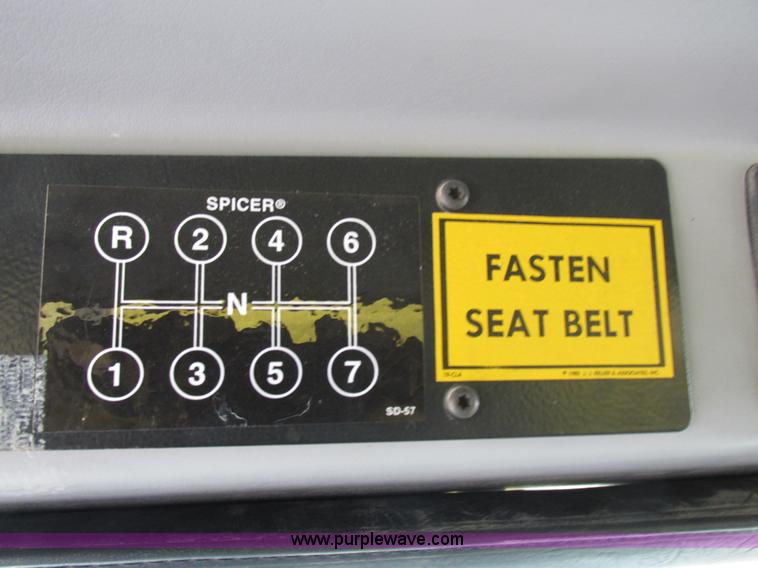 SPICER®
R 2 4 6
N
1 3 5 7
SD-57
FASTEN
SEAT BELT
www.purplewave.com